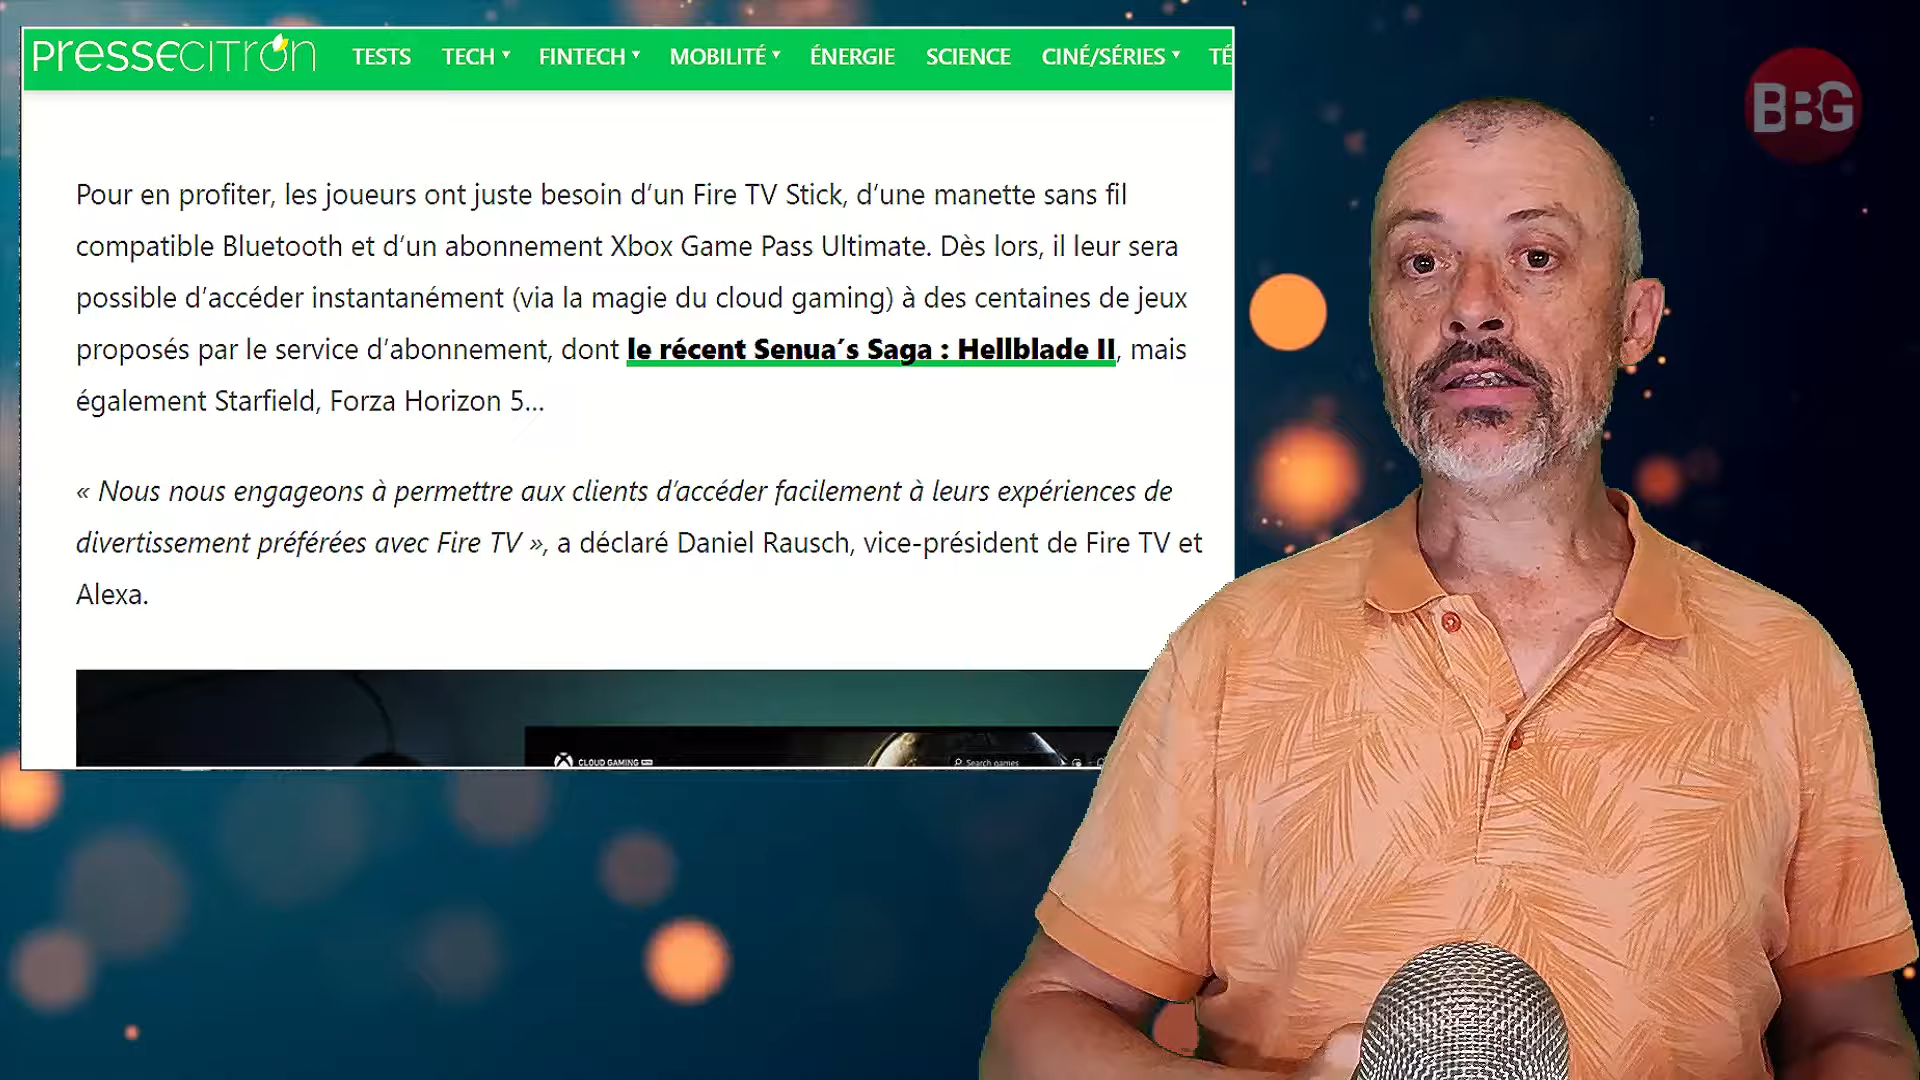 PRESSECITRON TESTS TECH FINTECH MOBILITÉ ÉNERGIE SCIENCE CINÉ/SÉRIES TÉ
BBG
Pour en profiter, les joueurs ont juste besoin d’un Fire TV Stick, d’une manette sans fil
compatible Bluetooth et d’un abonnement Xbox Game Pass Ultimate. Dès lors, il leur sera
possible d’accéder instantanément (via la magie du cloud gaming) à des centaines de jeux
proposés par le service d’abonnement, dont le récent Senua´s Saga : Hellblade II, mais
également Starfield, Forza Horizon 5…
« Nous nous engageons à permettre aux clients d’accéder facilement à leurs expériences de
divertissement préférées avec Fire TV », a déclaré Daniel Rausch, vice-président de Fire TV et
Alexa.
CLOUD GAMING Search games